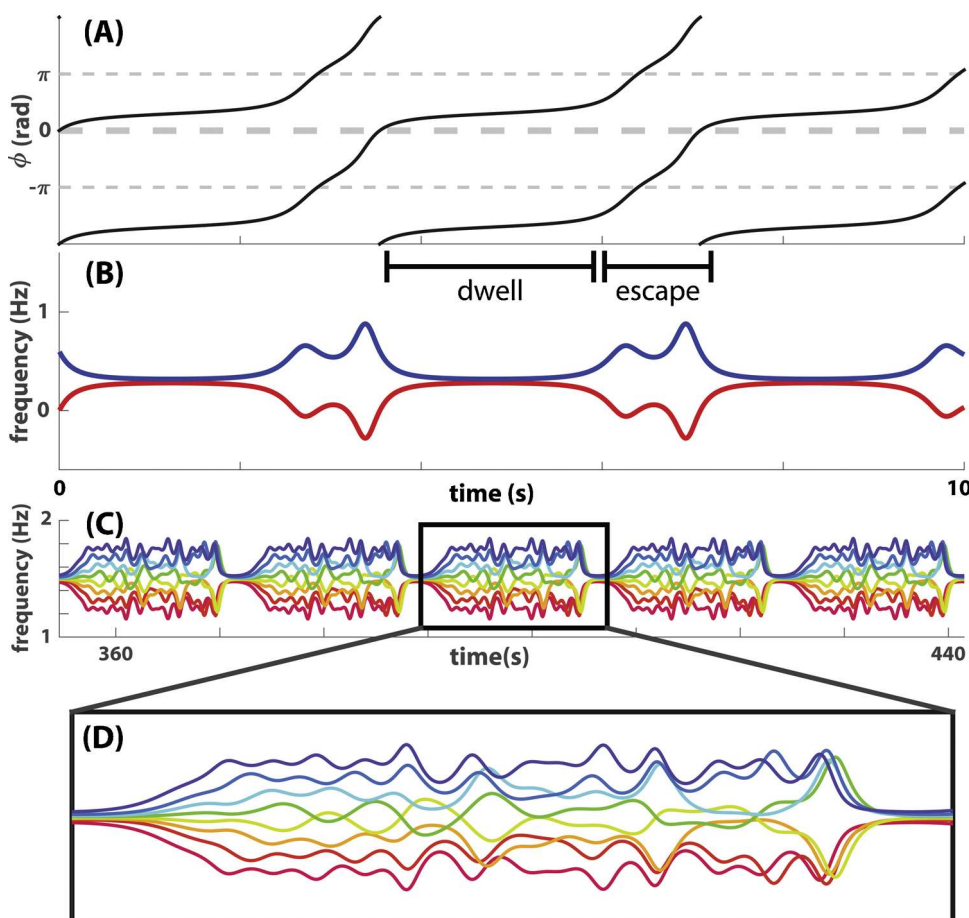 (A)
π
0
-π
ϕ (rad)
dwell
escape
(B)
1
0
frequency (Hz)
0
time (s)
10
(C)
2
1
frequency (Hz)
360
time(s)
440
(D)